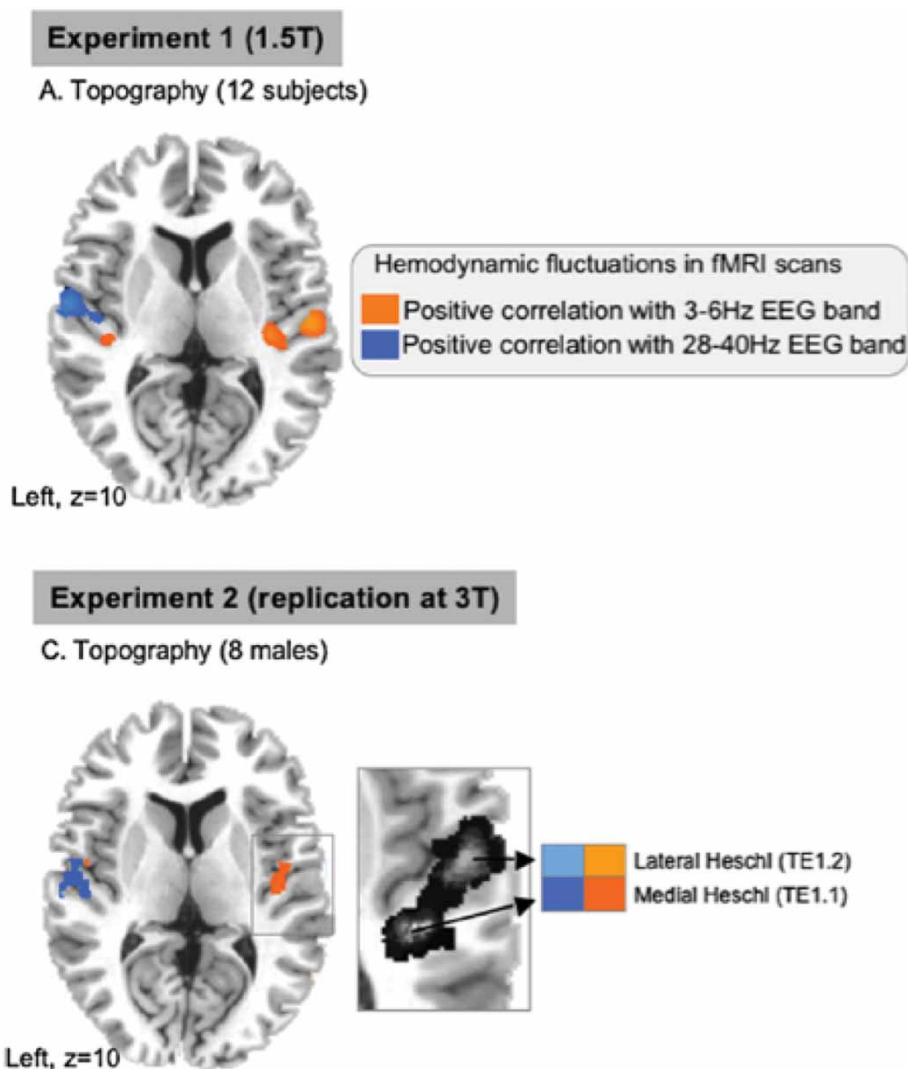 Experiment 1 (1.5T)
A. Topography (12 subjects)
Hemodynamic fluctuations in fMRI scans
Positive correlation with 3-6Hz EEG band
Positive correlation with 28-40Hz EEG band
Left, z=10
Experiment 2 (replication at 3T)
C. Topography (8 males)
Lateral Heschl (TE1.2)
Medial Heschl (TE1.1)
Left, z=10